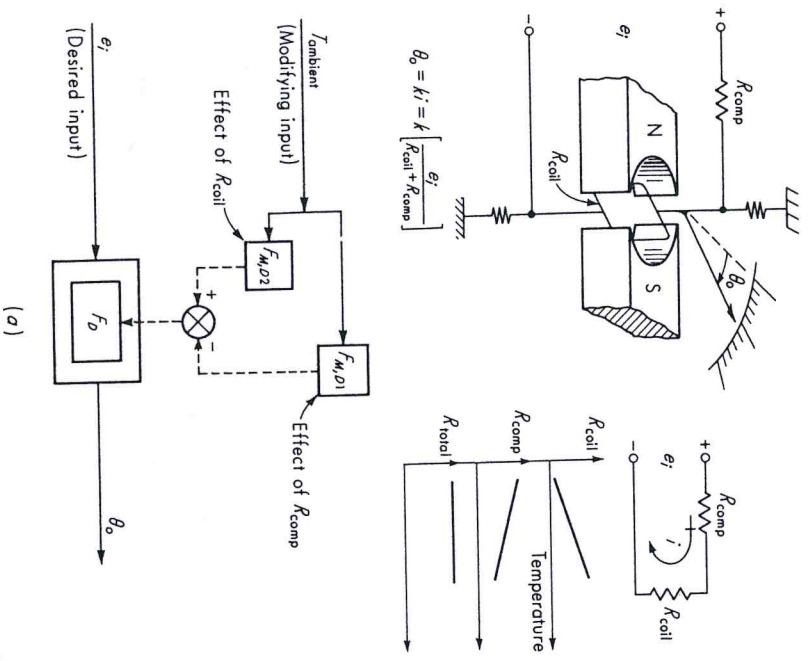 +
R_comp
e_i
−
N
S
R_coil
θ_o
θ_o = ki = k [ e_i / (R_coil + R_comp) ]
+
R_comp
e_i
i
−
R_coil
R_coil
R_comp
R_total
Temperature
T_ambient
(Modifying input)
Effect of R_coil
F_M,D2
F_M,D1
Effect of R_comp
+
−
e_i
(Desired input)
F_D
θ_o
(a)